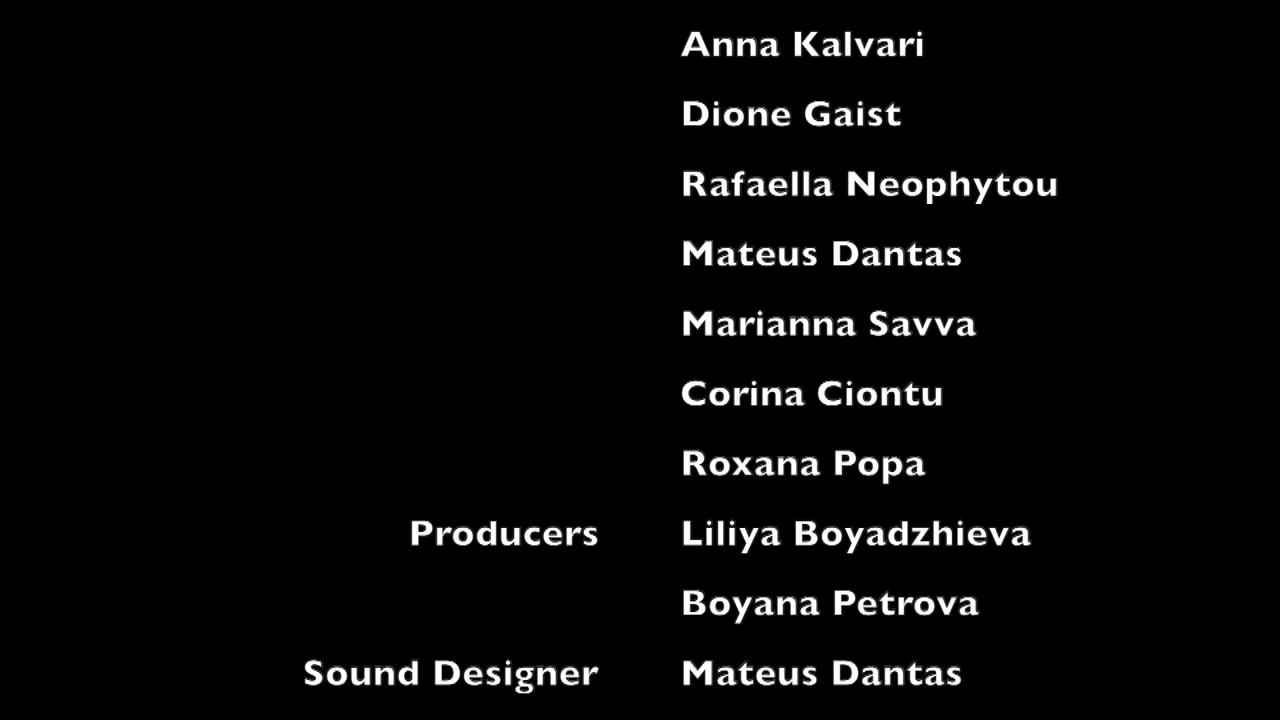 Anna Kalvari
Dione Gaist
Rafaella Neophytou
Mateus Dantas
Marianna Savva
Corina Ciontu
Roxana Popa
Producers Liliya Boyadzhieva
Boyana Petrova
Sound Designer Mateus Dantas